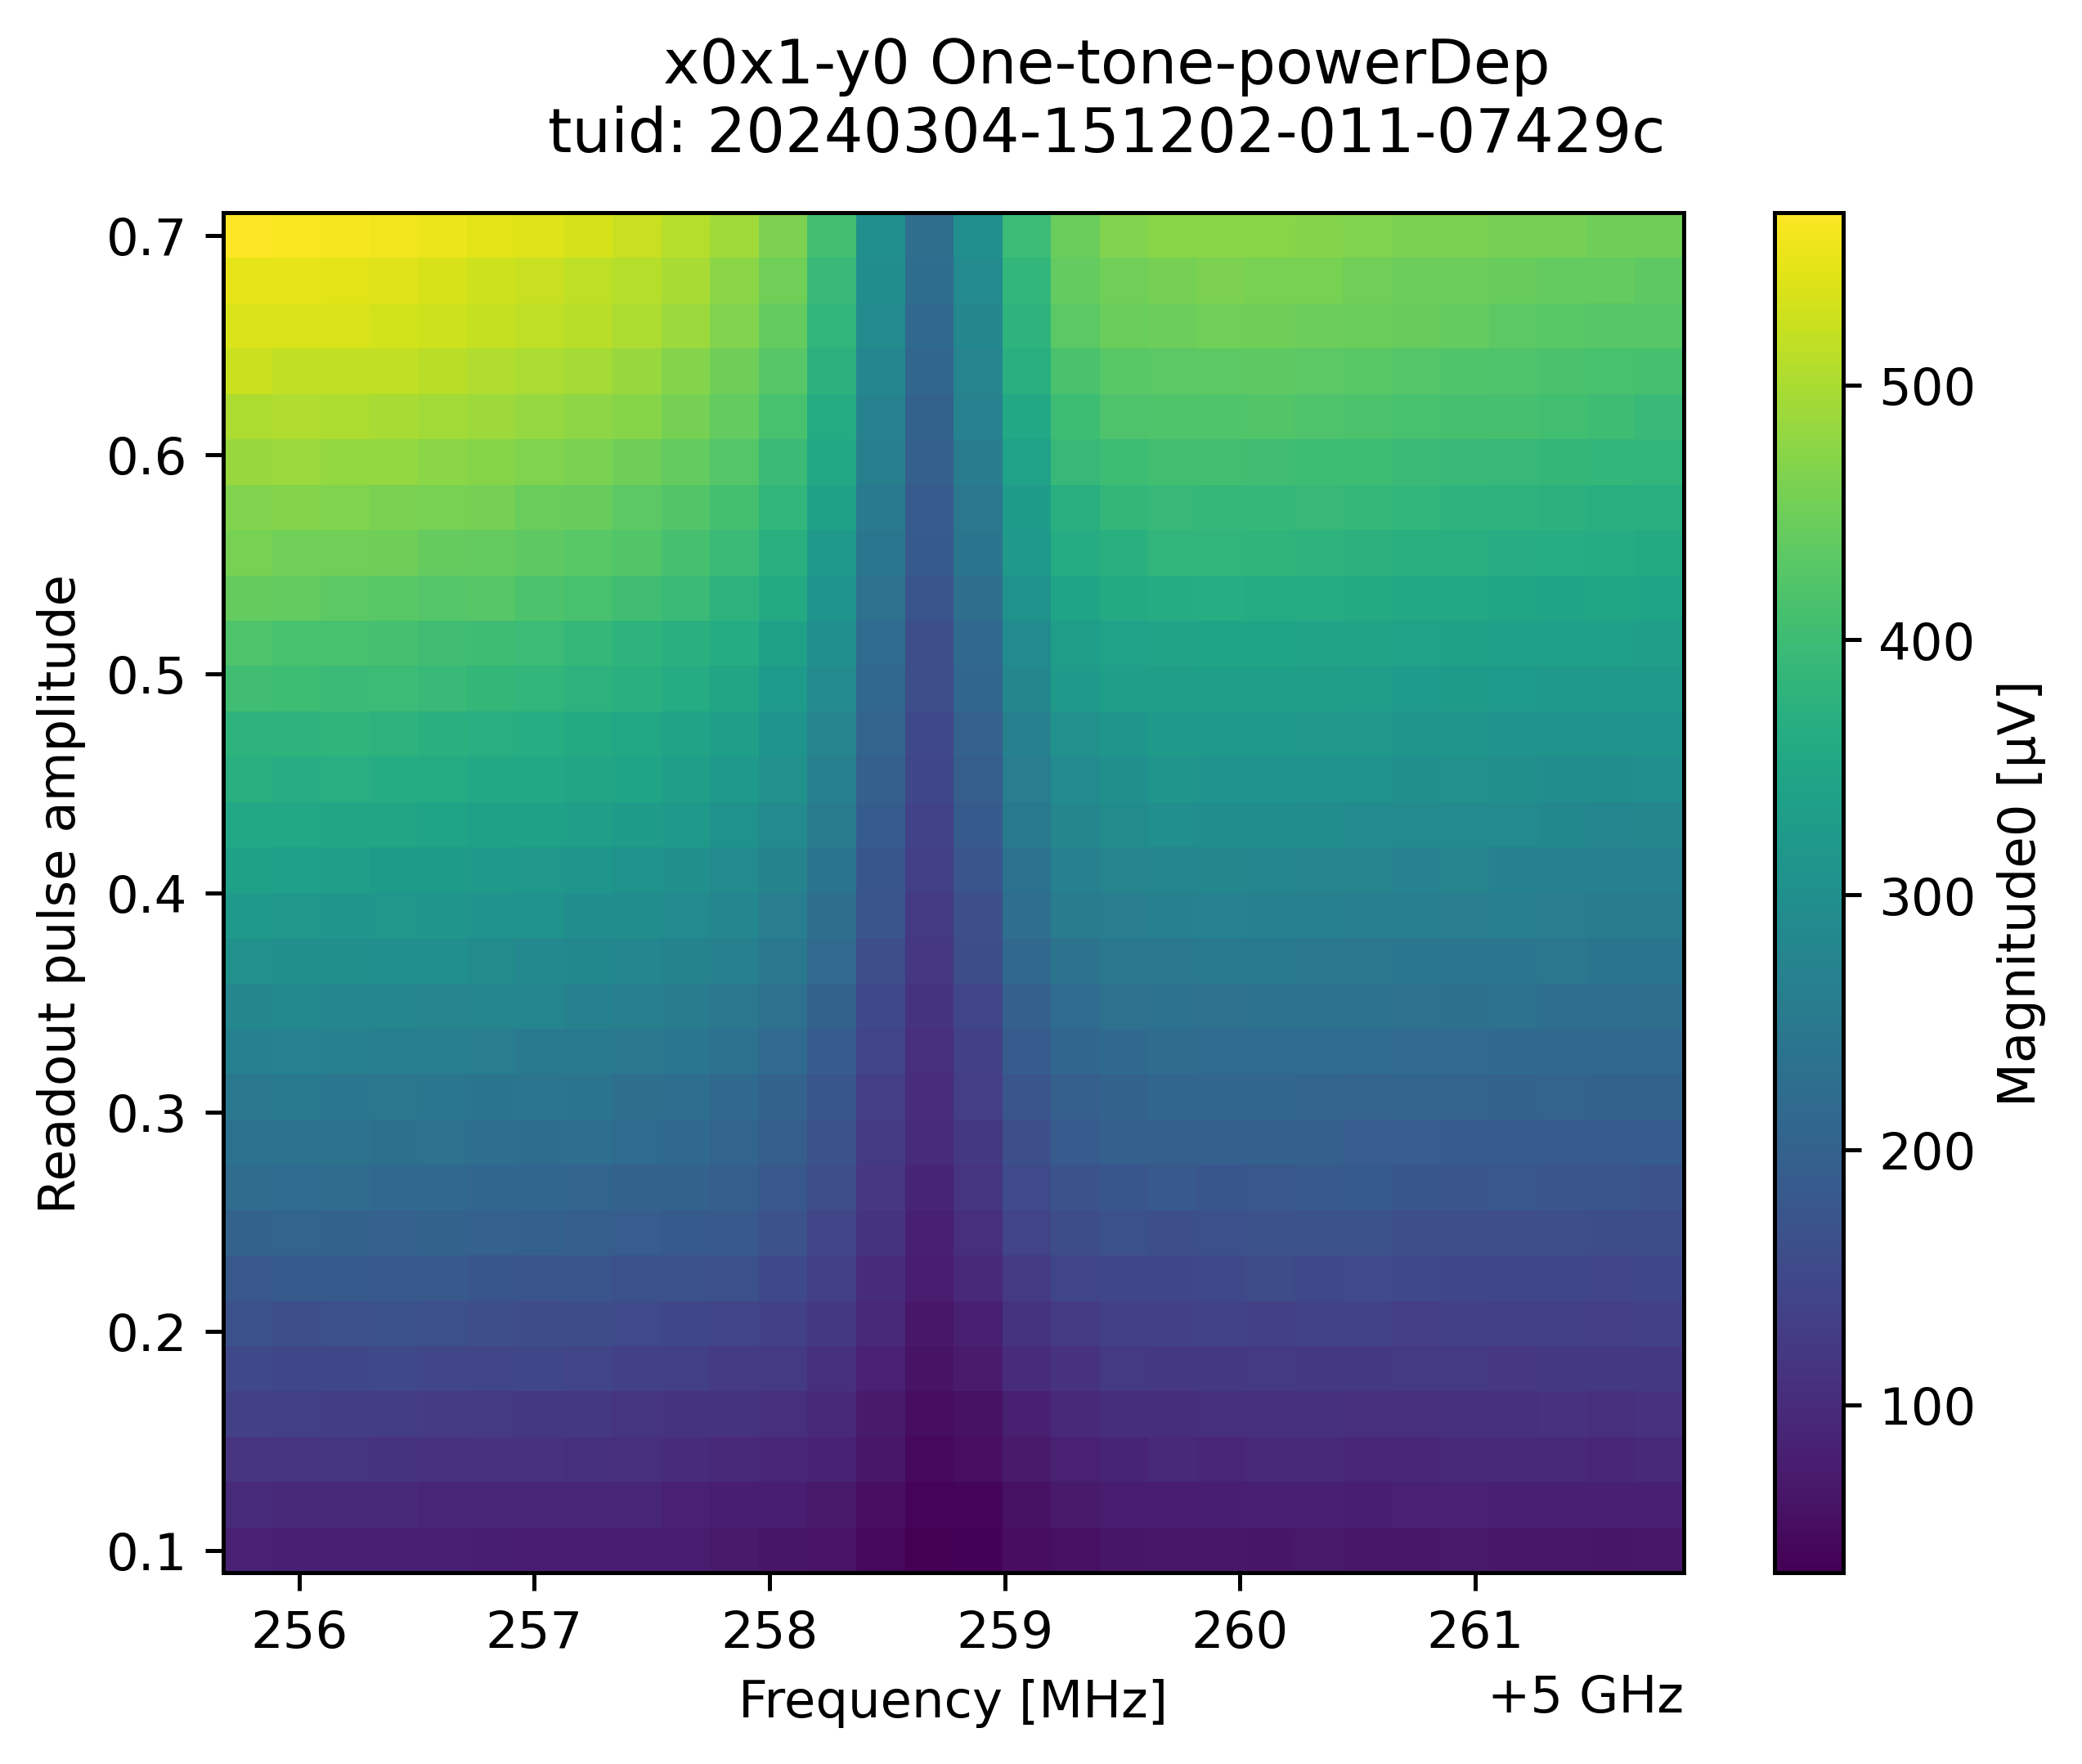 x0x1-y0 One-tone-powerDep
tuid: 20240304-151202-011-07429c
Readout pulse amplitude
0.7
0.6
0.5
0.4
0.3
0.2
0.1
256 257 258 259 260 261
Frequency [MHz]
+5 GHz
500
400
300
200
100
Magnitude0 [µV]